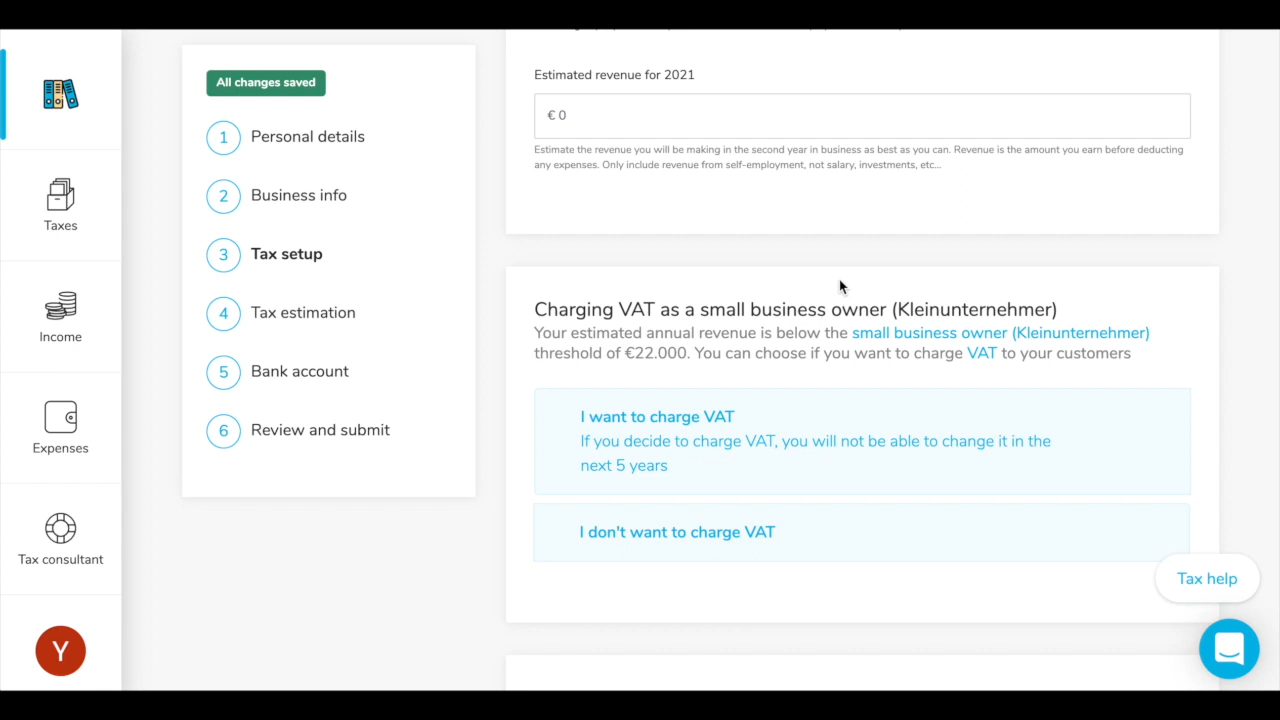 All changes saved
1 Personal details
2 Business info
3 Tax setup
4 Tax estimation
5 Bank account
6 Review and submit
Taxes
Income
Expenses
Tax consultant
Y
Estimated revenue for 2021
€ 0
Estimate the revenue you will be making in the second year in business as best as you can. Revenue is the amount you earn before deducting
any expenses. Only include revenue from self-employment, not salary, investments, etc...
Charging VAT as a small business owner (Kleinunternehmer)
Your estimated annual revenue is below the small business owner (Kleinunternehmer)
threshold of €22.000. You can choose if you want to charge VAT to your customers
I want to charge VAT
If you decide to charge VAT, you will not be able to change it in the
next 5 years
I don't want to charge VAT
Tax help